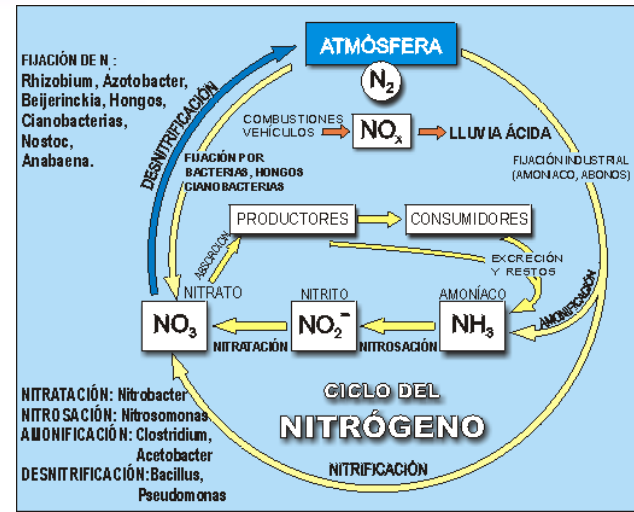 FIJACIÓN DE N :
Rhizobium, Azotobacter,
Beijerinckia, Hongos,
Cianobacterias,
Nostoc,
Anabaena.
ATMÓSFERA
N₂
DESNITRIFICACIÓN
COMBUSTIONES
VEHÍCULOS
NOₓ
LLUVIA ÁCIDA
FIJACIÓN POR
BACTERIAS, HONGOS
CIANOBACTERIAS
FIJACIÓN INDUSTRIAL
(AMONIACO, ABONOS)
PRODUCTORES
CONSUMIDORES
ABSORCIÓN
EXCRECIÓN
Y RESTOS
AMONIFICACIÓN
NITRATO
NITRITO
AMONÍACO
NO₃
NO₂⁻
NH₃
NITRATACIÓN
NITROSACIÓN
NITRATACIÓN: Nitrobacter
NITROSACIÓN: Nitrosomonas
AMONIFICACIÓN: Clostridium,
Acetobacter
DESNITRIFICACIÓN:Bacillus,
Pseudomonas
CICLO DEL
NITRÓGENO
NITRIFICACIÓN